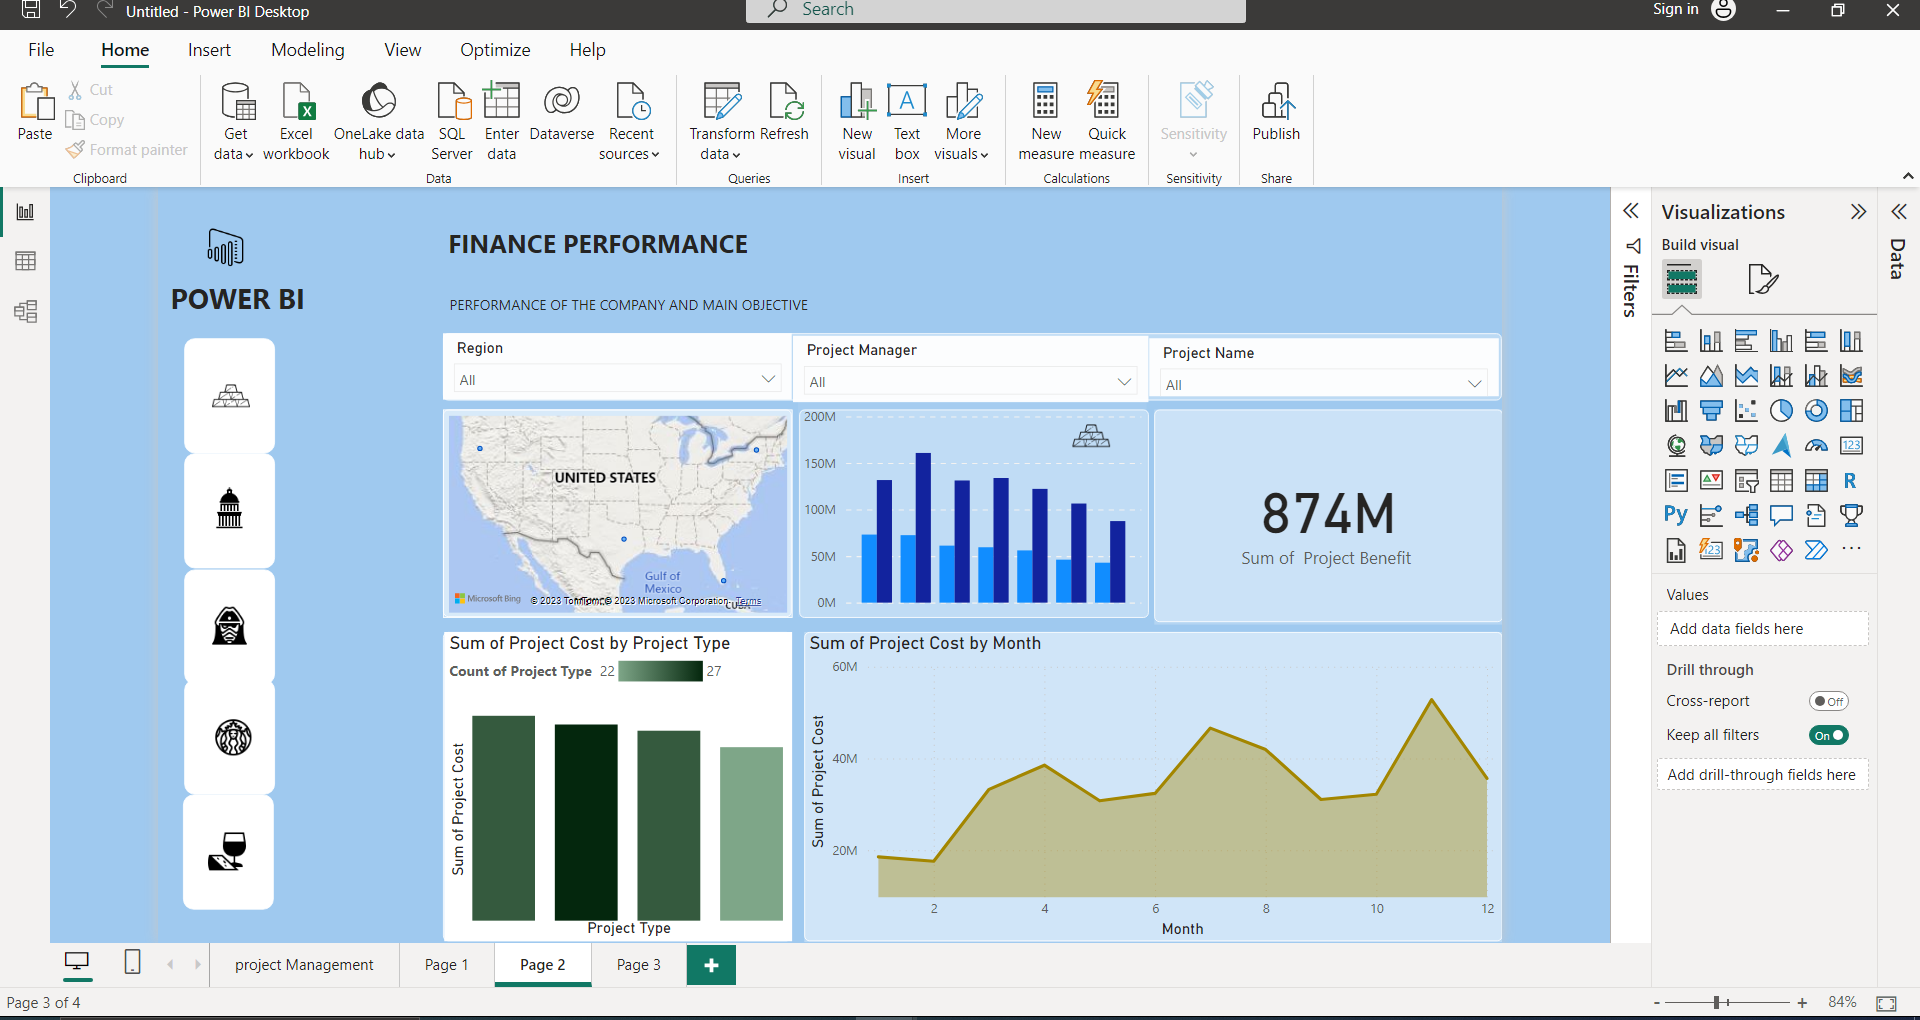 Untitled - Power BI Desktop
Search
Sign in
File Home Insert Modeling View Optimize Help
Paste
Cut
Copy
Format painter
Clipboard
Get data
Excel workbook
OneLake data hub
SQL Server
Enter data
Dataverse
Recent sources
Data
Transform data
Refresh
Queries
New visual
Text box
More visuals
Insert
New measure
Quick measure
Calculations
Sensitivity
Sensitivity
Publish
Share
POWER BI
FINANCE PERFORMANCE
PERFORMANCE OF THE COMPANY AND MAIN OBJECTIVE
Region
All
Project Manager
All
Project Name
All
UNITED STATES
Gulf of
Mexico
CUBA
Microsoft Bing
© 2023 TomTom, © 2023 Microsoft Corporation Terms
200M
150M
100M
50M
0M
874M
Sum of Project Benefit
Sum of Project Cost by Project Type
Count of Project Type 22 27
Sum of Project Cost
Project Type
Sum of Project Cost by Month
60M
40M
20M
Sum of Project Cost
2 4 6 8 10 12
Month
Filters
Visualizations
Build visual
123
R
Py
123
Values
Add data fields here
Drill through
Cross-report
Off
Keep all filters
On
Add drill-through fields here
Data
project Management
Page 1
Page 2
Page 3
+
Page 3 of 4
- + 84%